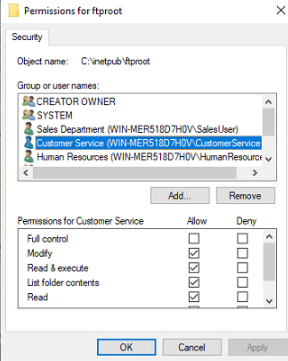 Permissions for ftproot
Security
Object name: C:\inetpub\ftproot
Group or user names:
CREATOR OWNER
SYSTEM
Sales Department (WIN-MER518D7H0V\SalesUser)
Customer Service (WIN-MER518D7H0V\CustomerService
Human Resources (WIN-MER518D7H0V\HumanResource
Add...
Remove
Permissions for Customer Service Allow Deny
Full control
Modify
Read & execute
List folder contents
Read
OK Cancel Apply